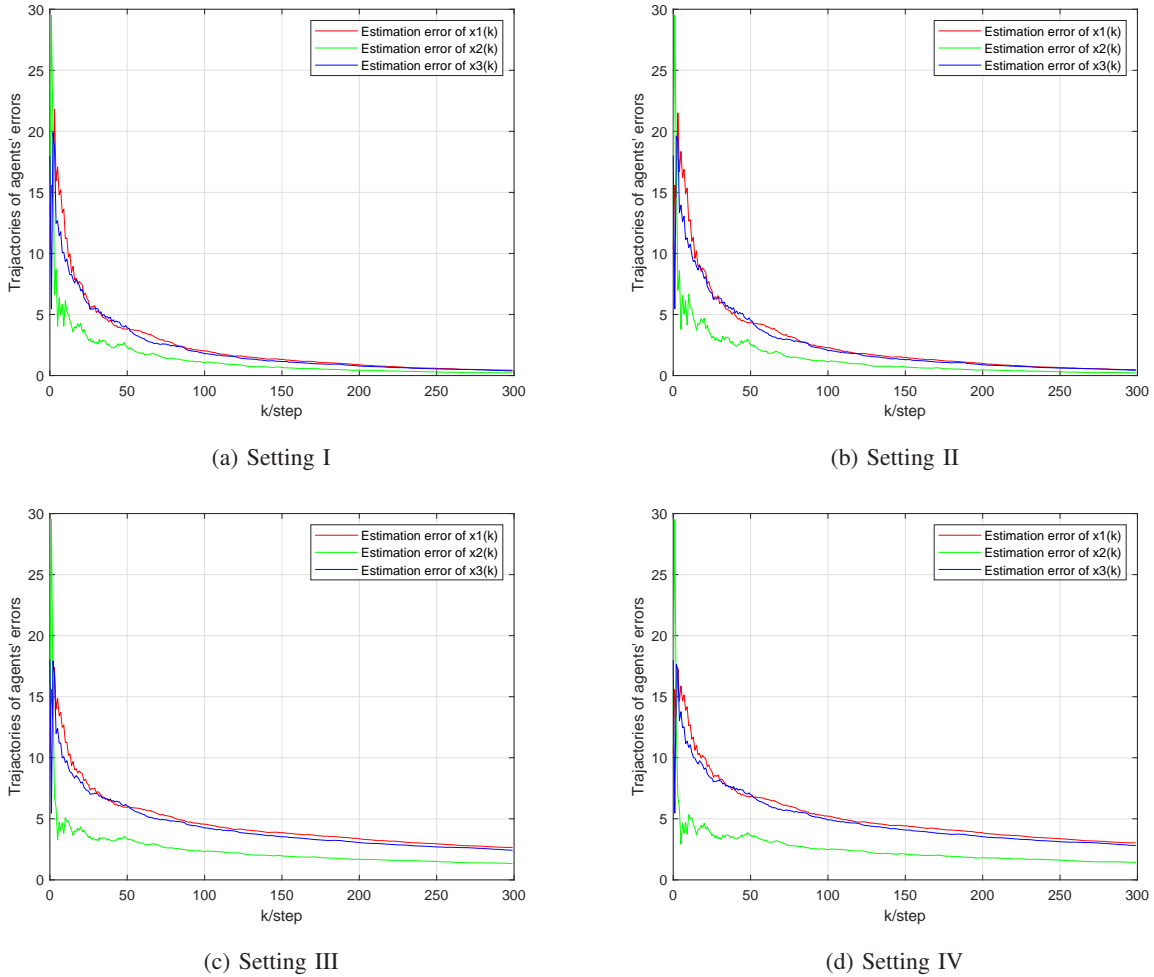 30
25
20
15
10
5
0
Trajactories of agents' errors
Estimation error of x1(k)
Estimation error of x2(k)
Estimation error of x3(k)
0 50 100 150 200 250 300
k/step
(a) Setting I
30
25
20
15
10
5
0
Trajactories of agents' errors
Estimation error of x1(k)
Estimation error of x2(k)
Estimation error of x3(k)
0 50 100 150 200 250 300
k/step
(b) Setting II
30
25
20
15
10
5
0
Trajactories of agents' errors
Estimation error of x1(k)
Estimation error of x2(k)
Estimation error of x3(k)
0 50 100 150 200 250 300
k/step
(c) Setting III
30
25
20
15
10
5
0
Trajactories of agents' errors
Estimation error of x1(k)
Estimation error of x2(k)
Estimation error of x3(k)
0 50 100 150 200 250 300
k/step
(d) Setting IV